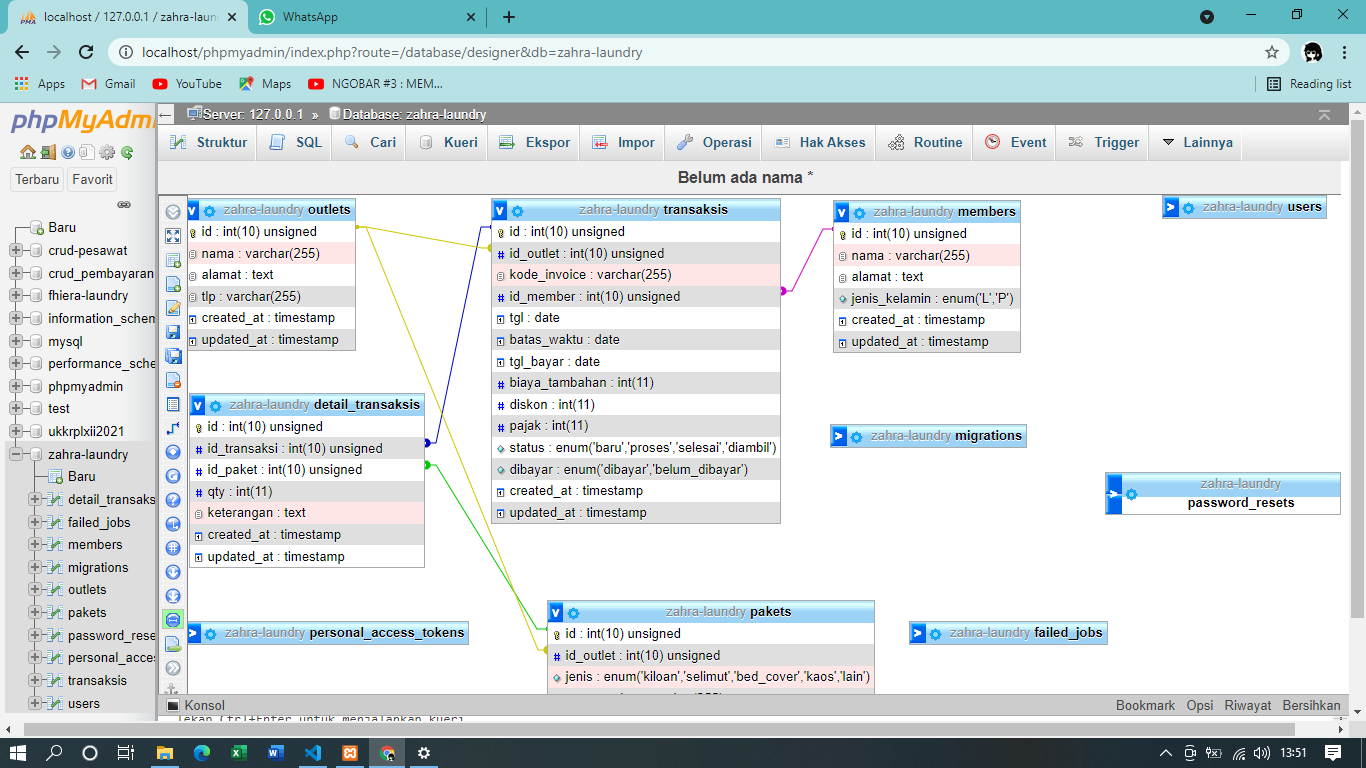 localhost / 127.0.0.1 / zahra-laun
WhatsApp
localhost/phpmyadmin/index.php?route=/database/designer&db=zahra-laundry
Apps
Gmail
YouTube
Maps
NGOBAR #3 : MEM...
Reading list
phpMyAdm
Terbaru
Favorit
Baru
crud-pesawat
crud_pembayaran
fhiera-laundry
information_schem
mysql
performance_sche
phpmyadmin
test
ukkrplxii2021
zahra-laundry
Baru
detail_transaks
failed_jobs
members
migrations
outlets
pakets
password_rese
personal_acces
transaksis
users
Server: 127.0.0.1 » Database: zahra-laundry
Struktur
SQL
Cari
Kueri
Ekspor
Impor
Operasi
Hak Akses
Routine
Event
Trigger
Lainnya
Belum ada nama *
zahra-laundry outlets
id : int(10) unsigned
nama : varchar(255)
alamat : text
tlp : varchar(255)
created_at : timestamp
updated_at : timestamp
zahra-laundry transaksis
id : int(10) unsigned
id_outlet : int(10) unsigned
kode_invoice : varchar(255)
id_member : int(10) unsigned
tgl : date
batas_waktu : date
tgl_bayar : date
biaya_tambahan : int(11)
diskon : int(11)
pajak : int(11)
status : enum('baru','proses','selesai','diambil')
dibayar : enum('dibayar','belum_dibayar')
created_at : timestamp
updated_at : timestamp
zahra-laundry members
id : int(10) unsigned
nama : varchar(255)
alamat : text
jenis_kelamin : enum('L','P')
created_at : timestamp
updated_at : timestamp
zahra-laundry users
zahra-laundry detail_transaksis
id : int(10) unsigned
id_transaksi : int(10) unsigned
id_paket : int(10) unsigned
qty : int(11)
keterangan : text
created_at : timestamp
updated_at : timestamp
zahra-laundry migrations
zahra-laundry
password_resets
zahra-laundry personal_access_tokens
zahra-laundry pakets
id : int(10) unsigned
id_outlet : int(10) unsigned
jenis : enum('kiloan','selimut','bed_cover','kaos','lain')
zahra-laundry failed_jobs
Konsol
Bookmark
Opsi
Riwayat
Bersihkan
Tekan Ctrl+Enter untuk menjalankan kueri
13:51